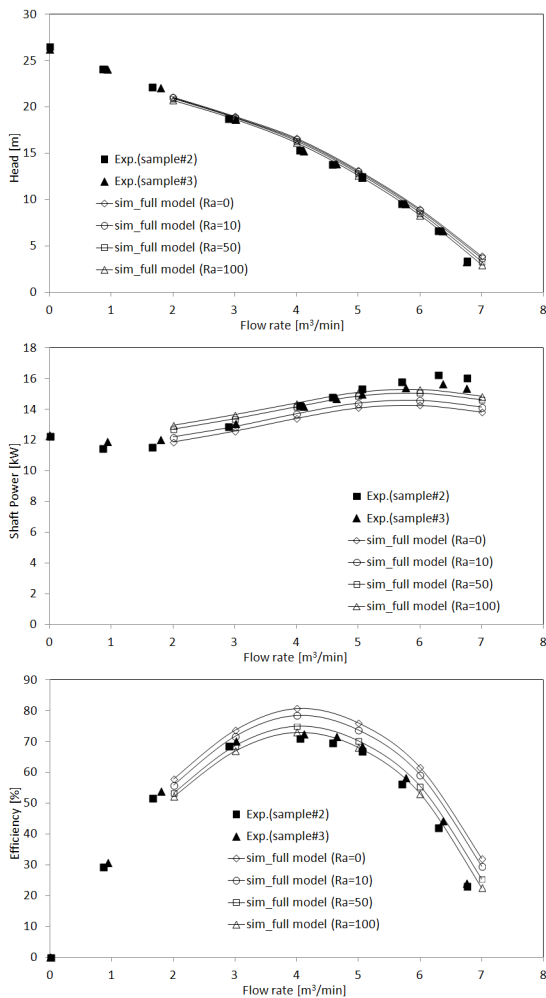 30
25
20
15
10
5
0
Head [m]
Exp.(sample#2)
Exp.(sample#3)
sim_full model (Ra=0)
sim_full model (Ra=10)
sim_full model (Ra=50)
sim_full model (Ra=100)
0 1 2 3 4 5 6 7 8
Flow rate [m³/min]
18
16
14
12
10
8
6
4
2
0
Shaft Power [kW]
Exp.(sample#2)
Exp.(sample#3)
sim_full model (Ra=0)
sim_full model (Ra=10)
sim_full model (Ra=50)
sim_full model (Ra=100)
0 1 2 3 4 5 6 7 8
Flow rate [m³/min]
90
80
70
60
50
40
30
20
10
0
Efficiency [%]
Exp.(sample#2)
Exp.(sample#3)
sim_full model (Ra=0)
sim_full model (Ra=10)
sim_full model (Ra=50)
sim_full model (Ra=100)
0 1 2 3 4 5 6 7 8
Flow rate [m³/min]